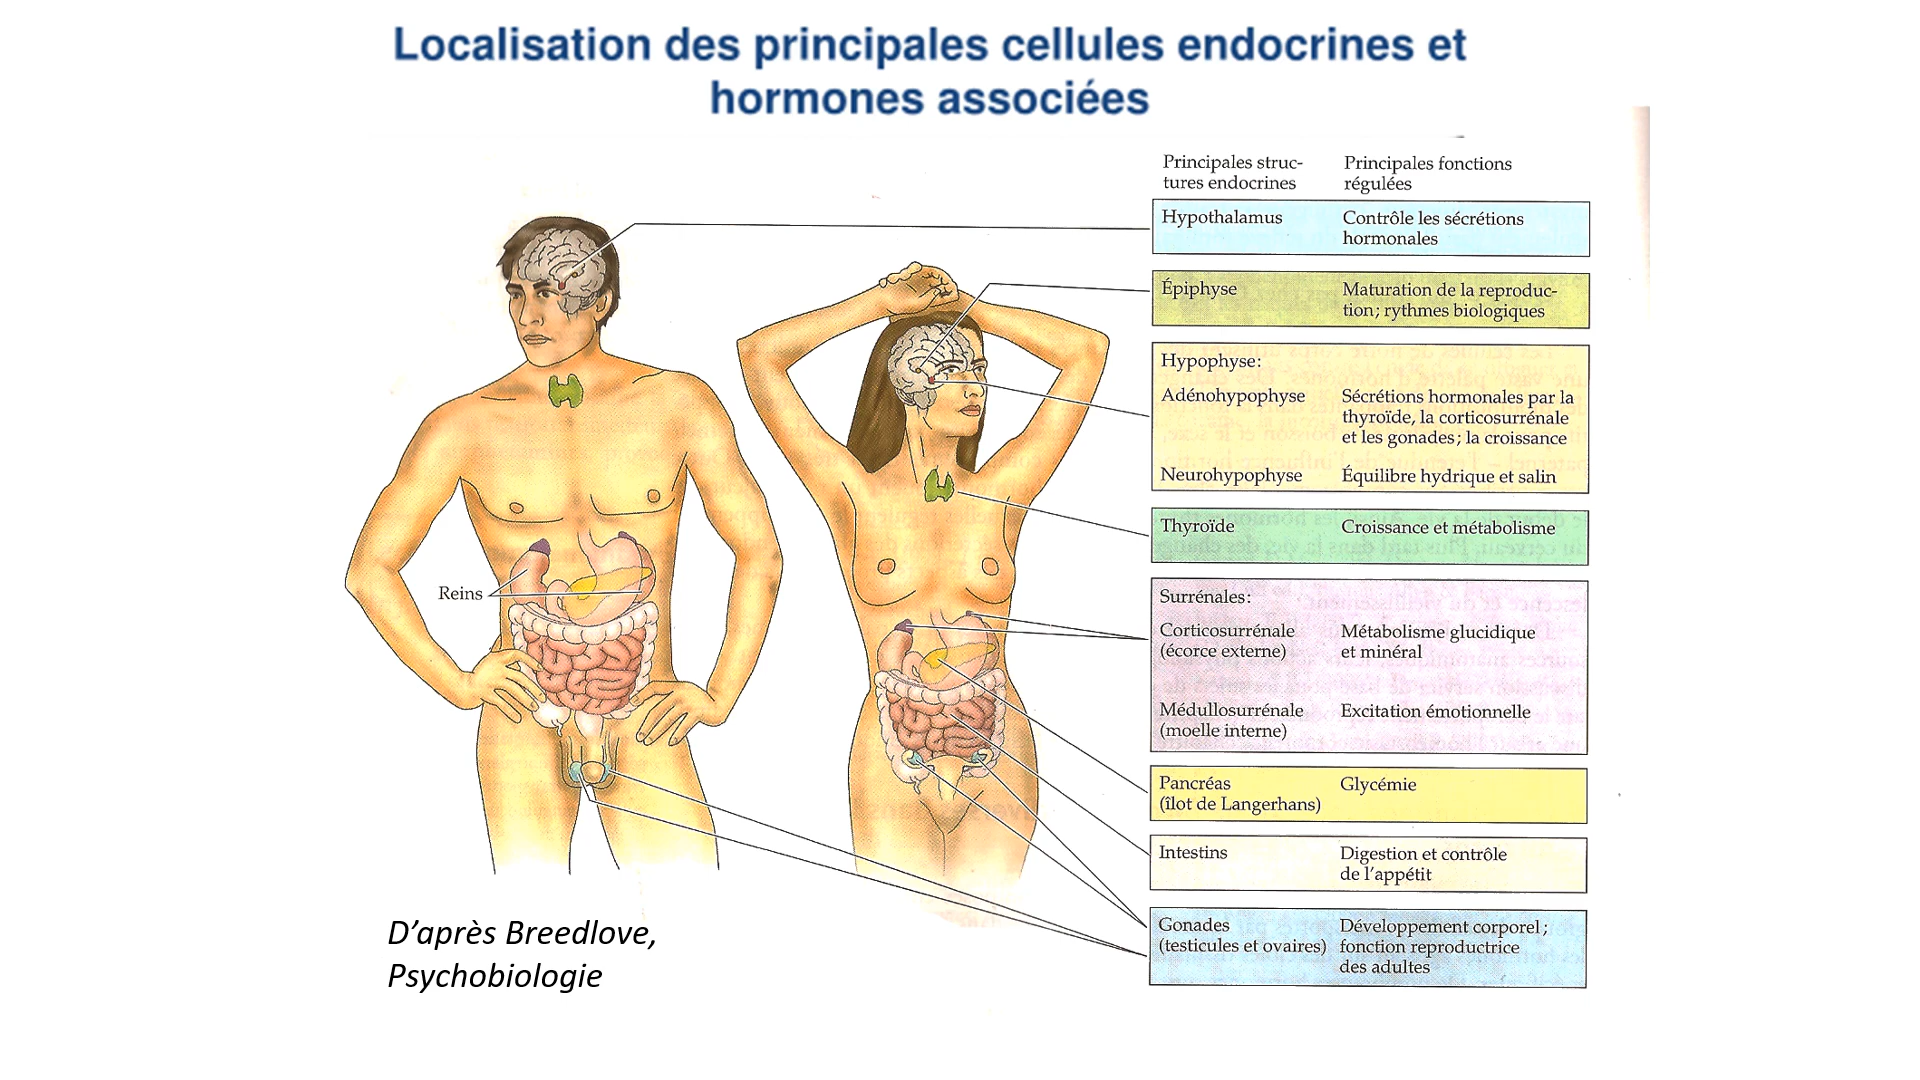 Localisation des principales cellules endocrines et
hormones associées
Principales struc-
tures endocrines
Principales fonctions
régulées
Hypothalamus
Contrôle les sécrétions
hormonales
Épiphyse
Maturation de la reproduc-
tion; rythmes biologiques
Hypophyse:
Adénohypophyse
Sécrétions hormonales par la
thyroïde, la corticosurrénale
et les gonades; la croissance
Neurohypophyse
Équilibre hydrique et salin
Thyroïde
Croissance et métabolisme
Reins
Surrénales:
Corticosurrénale
(écorce externe)
Métabolisme glucidique
et minéral
Médullosurrénale
(moelle interne)
Excitation émotionnelle
Pancréas
(îlot de Langerhans)
Glycémie
Intestins
Digestion et contrôle
de l'appétit
Gonades
(testicules et ovaires)
Développement corporel;
fonction reproductrice
des adultes
D'après Breedlove,
Psychobiologie